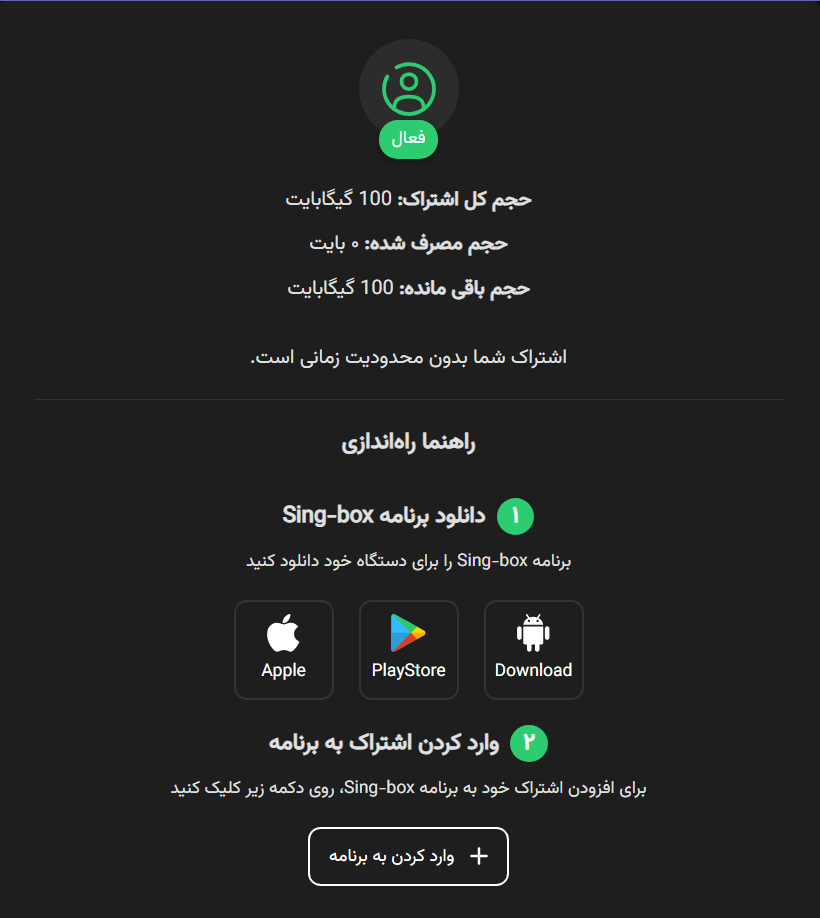 فعال
حجم کل اشتراک: 100 گیگابایت
حجم مصرف شده: ۰ بایت
حجم باقی مانده: 100 گیگابایت
اشتراک شما بدون محدودیت زمانی است.
راهنما راه‌اندازی
۱ دانلود برنامه Sing-box
برنامه Sing-box را برای دستگاه خود دانلود کنید
Download
PlayStore
Apple
۲ وارد کردن اشتراک به برنامه
برای افزودن اشتراک خود به برنامه Sing-box، روی دکمه زیر کلیک کنید
+ وارد کردن به برنامه